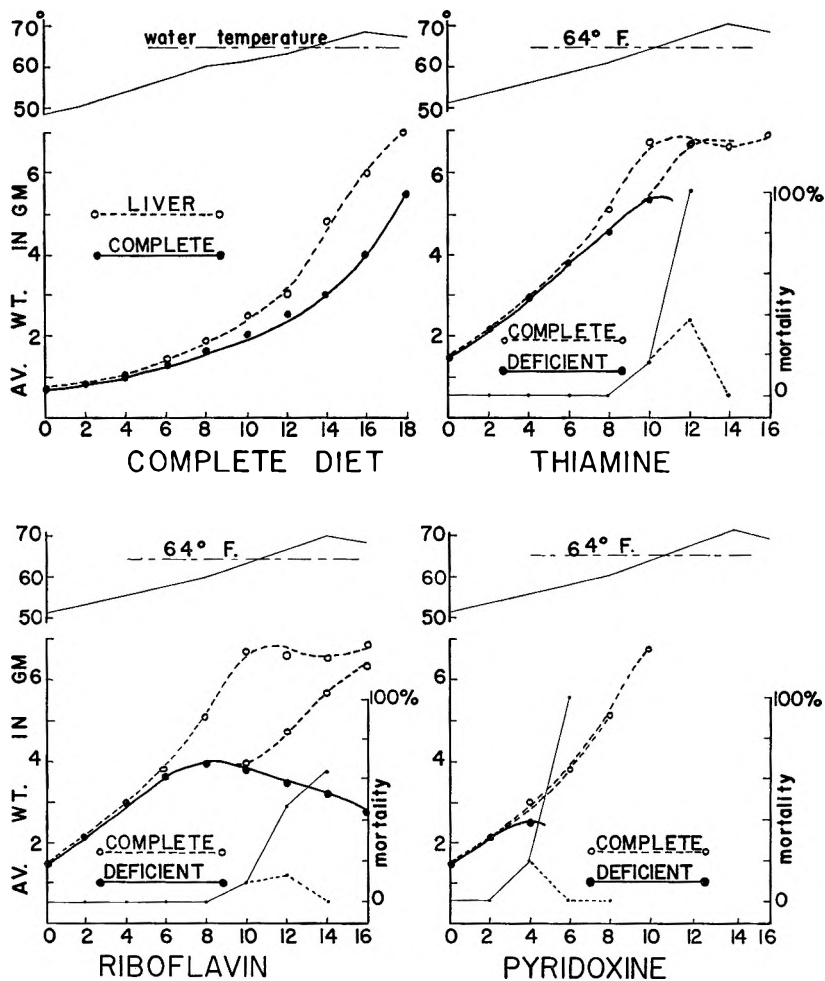 70°
60
50
water temperature
6
4
2
0
AV. WT. IN GM
LIVER
COMPLETE
0 2 4 6 8 10 12 14 16 18
COMPLETE DIET
70°
60
50
64° F.
6
4
2
0
100%
0
mortality
COMPLETE
DEFICIENT
0 2 4 6 8 10 12 14 16
THIAMINE
70
60
50
64° F.
6
4
2
AV. WT. IN GM
100%
0
mortality
COMPLETE
DEFICIENT
0 2 4 6 8 10 12 14 16
RIBOFLAVIN
70
60
50
64° F.
6
4
2
100%
0
mortality
COMPLETE
DEFICIENT
0 2 4 6 8 10 12 14 16
PYRIDOXINE